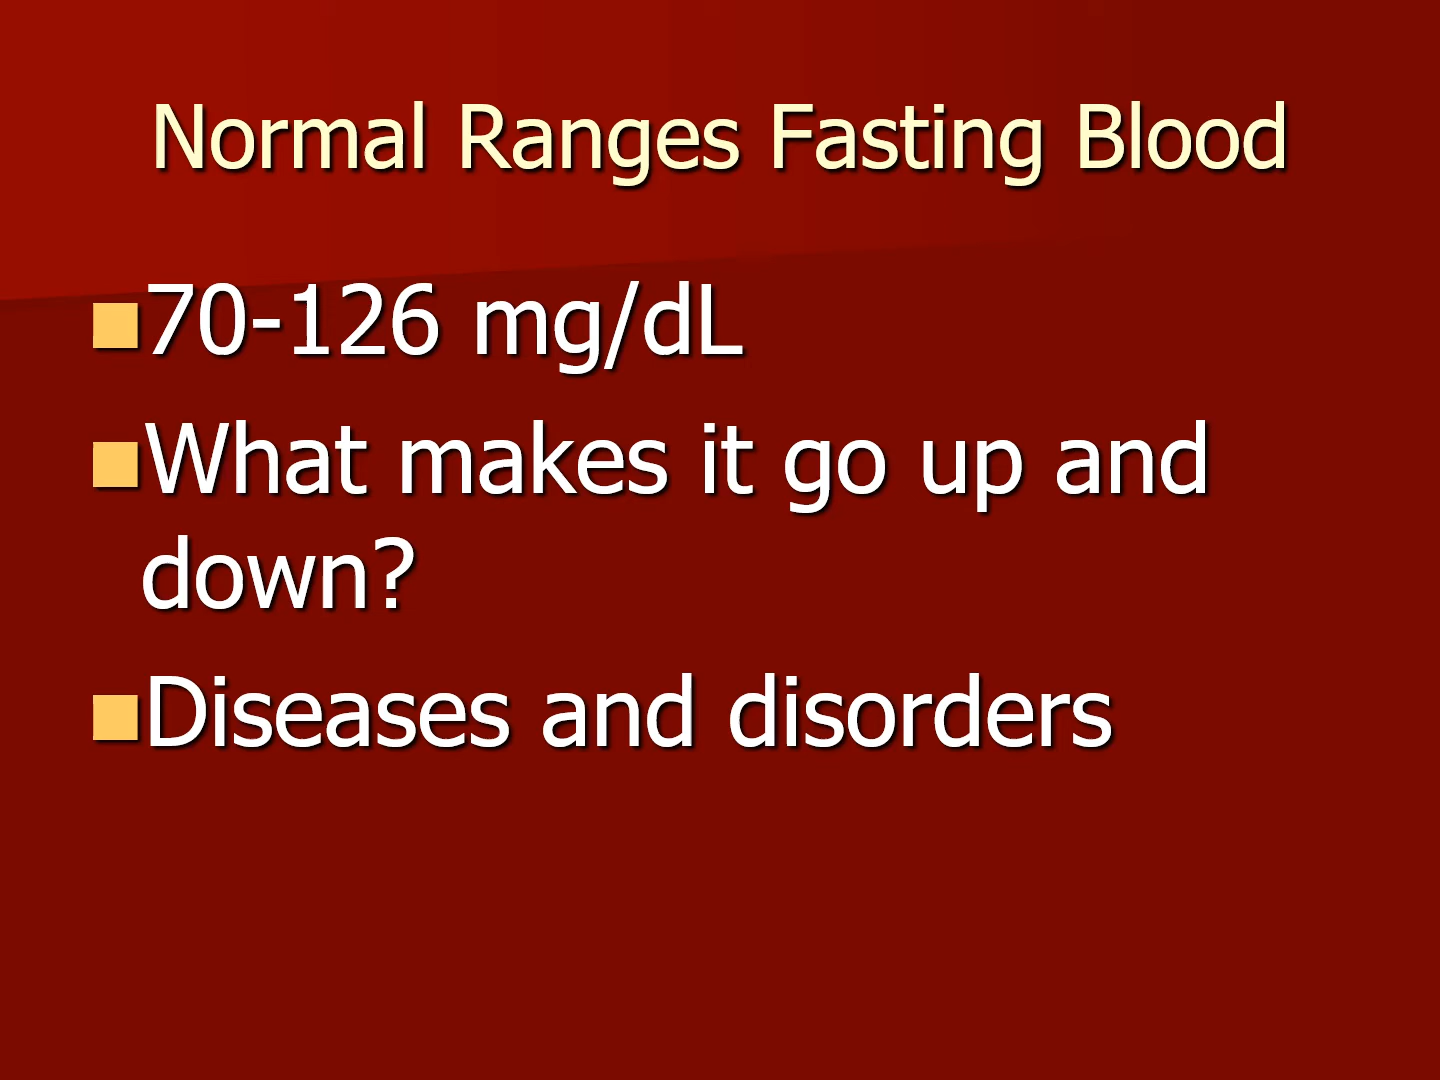 Normal Ranges Fasting Blood
70-126 mg/dL
What makes it go up and
down?
Diseases and disorders